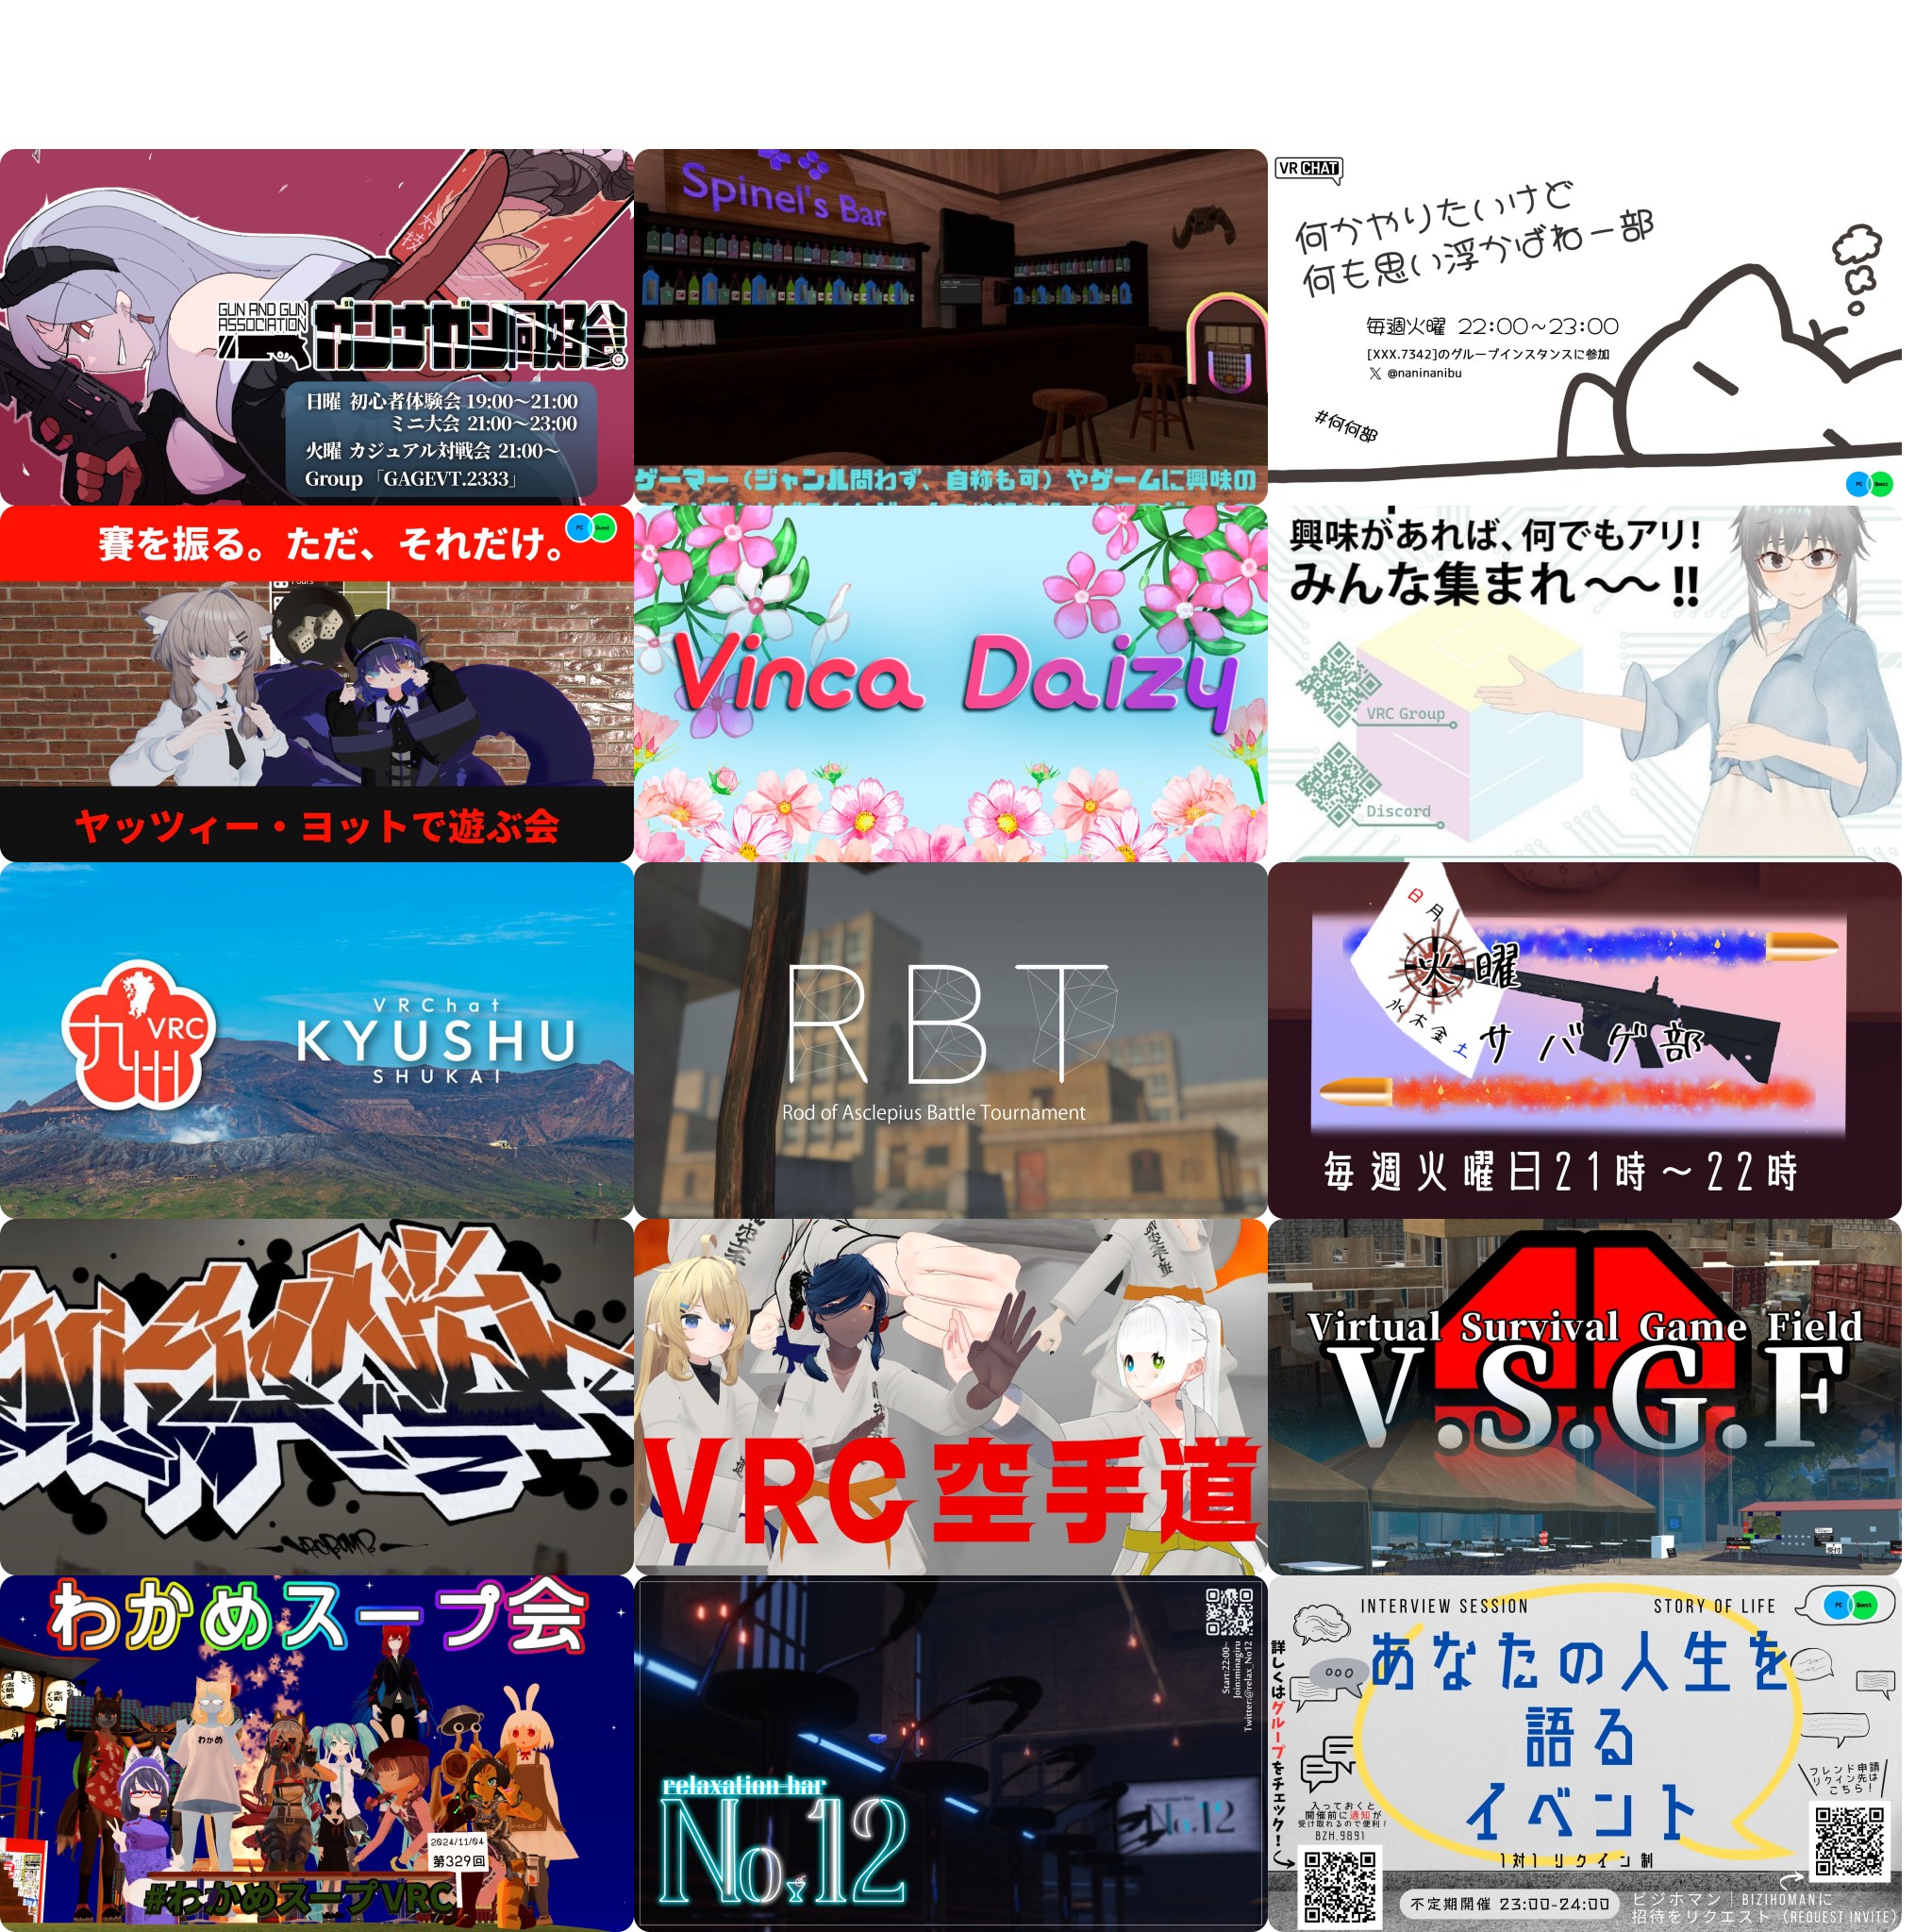 GUN AND GUN
ASSOCIATION
ガンナガン同好会
日曜 初心者体験会 19:00～21:00
ミニ大会 21:00～23:00
火曜 カジュアル対戦会 21:00～
Group 「GAGEVT.2333」
Spinel's Bar
ゲーマー（ジャンル問わず、自称も可）やゲームに興味の
VRCHAT
何かやりたいけど
何も思い浮かばねー部
毎週火曜 22:00～23:00
[XXX.7342]のグループインスタンスに参加
@naninanibu
#何何部
PC Quest
賽を振る。ただ、それだけ。
PC Quest
ヤッツィー・ヨットで遊ぶ会
Vinca Daizy
興味があれば、何でもアリ!
みんな集まれ～～!!
VRC Group
Discord
九州
VRC
VRChat
KYUSHU
SHUKAI
RBT
Rod of Asclepius Battle Tournament
日月火曜
水木金土
サバゲ部
毎週火曜日21時～22時
VRC空手道
Virtual Survival Game Field
V.S.G.F
わかめスープ会
わかめ
2024/11/04
第329回
#わかめスープVRC
relaxation-bar
No.12
Start:22:00~
Join:minagiru
Twitter:@relax_No12
INTERVIEW SESSION
STORY OF LIFE
PC Quest
あなたの人生を
語る
イベント
1対1 リクイン制
詳しくはグループをチェック!
入っておくと
開催前に通知が
受け取れるので便利!
BZH.9891
フレンド申請
リクイン先は
こちら!
不定期開催 23:00-24:00
ビジホマン｜BIZIHOMANに
招待をリクエスト（REQUEST INVITE）